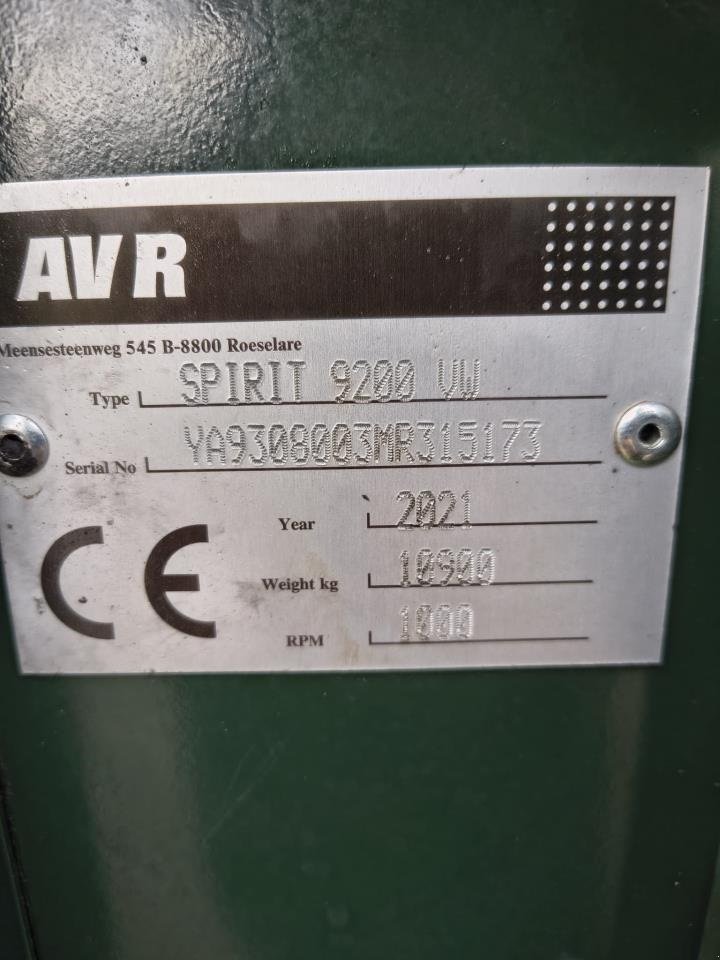 AVR
Meensesteenweg 545 B-8800 Roeselare
Type SPIRIT 9200 VW
Serial No YA9308003MR315173
CE
Year 2021
Weight kg 10900
RPM 1000